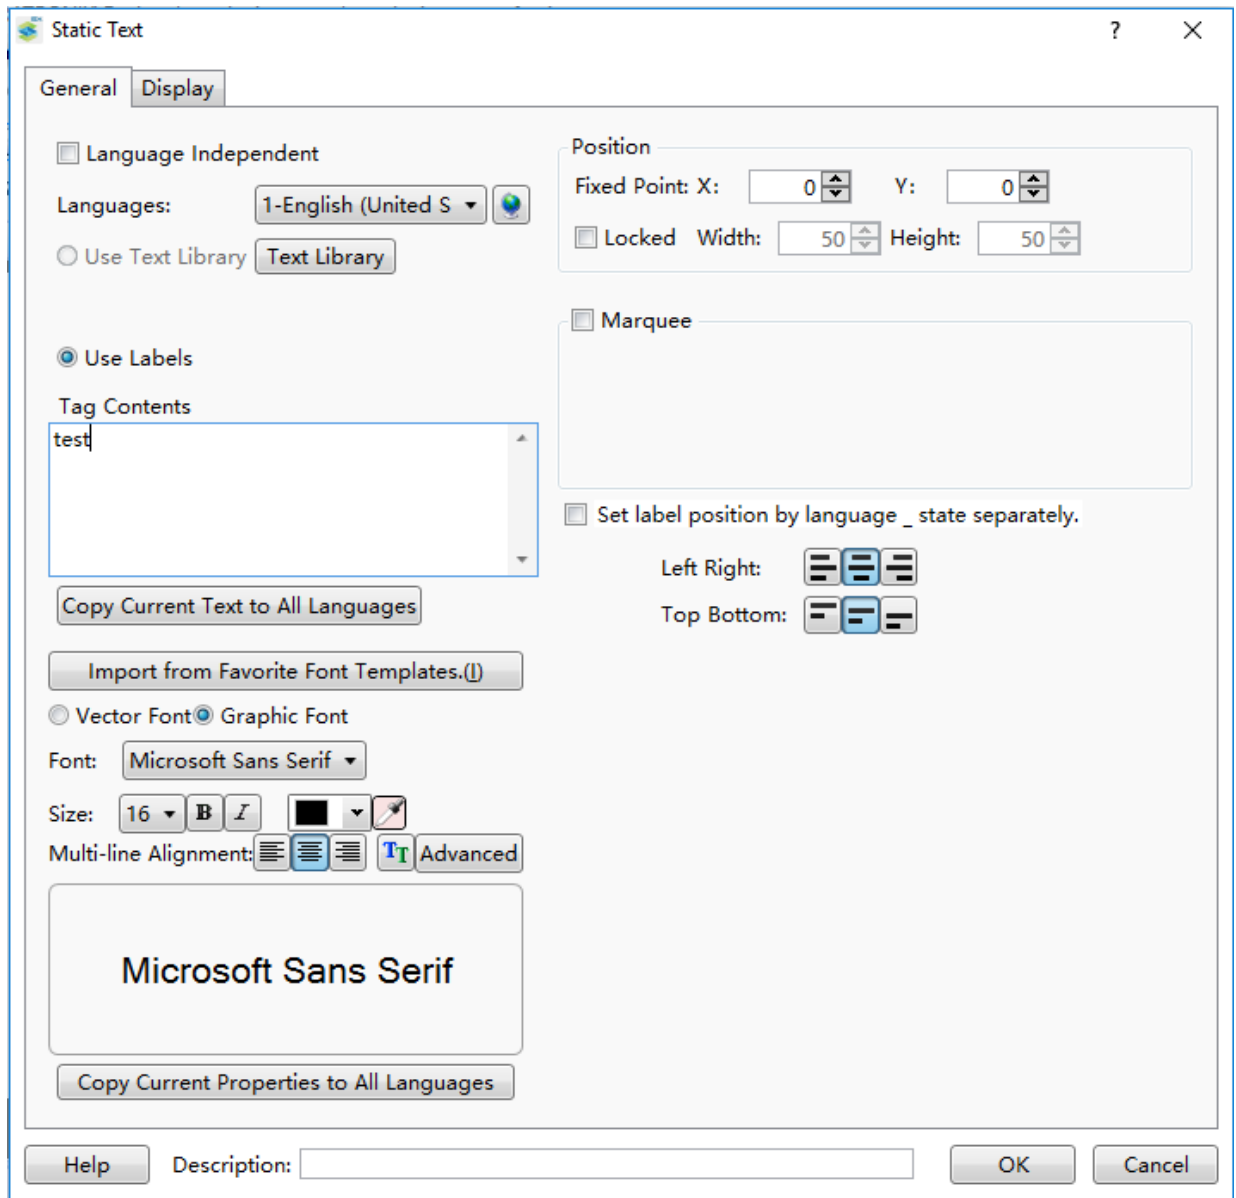 Static Text
?
General
Display
Language Independent
Languages:
1-English (United S
Use Text Library
Text Library
Use Labels
Tag Contents
test
Copy Current Text to All Languages
Import from Favorite Font Templates.(I)
Vector Font
Graphic Font
Font:
Microsoft Sans Serif
Size:
16
B
I
Multi-line Alignment:
TT
Advanced
Microsoft Sans Serif
Copy Current Properties to All Languages
Position
Fixed Point: X:
0
Y:
0
Locked
Width:
50
Height:
50
Marquee
Set label position by language _ state separately.
Left Right:
Top Bottom:
Help
Description:
OK
Cancel